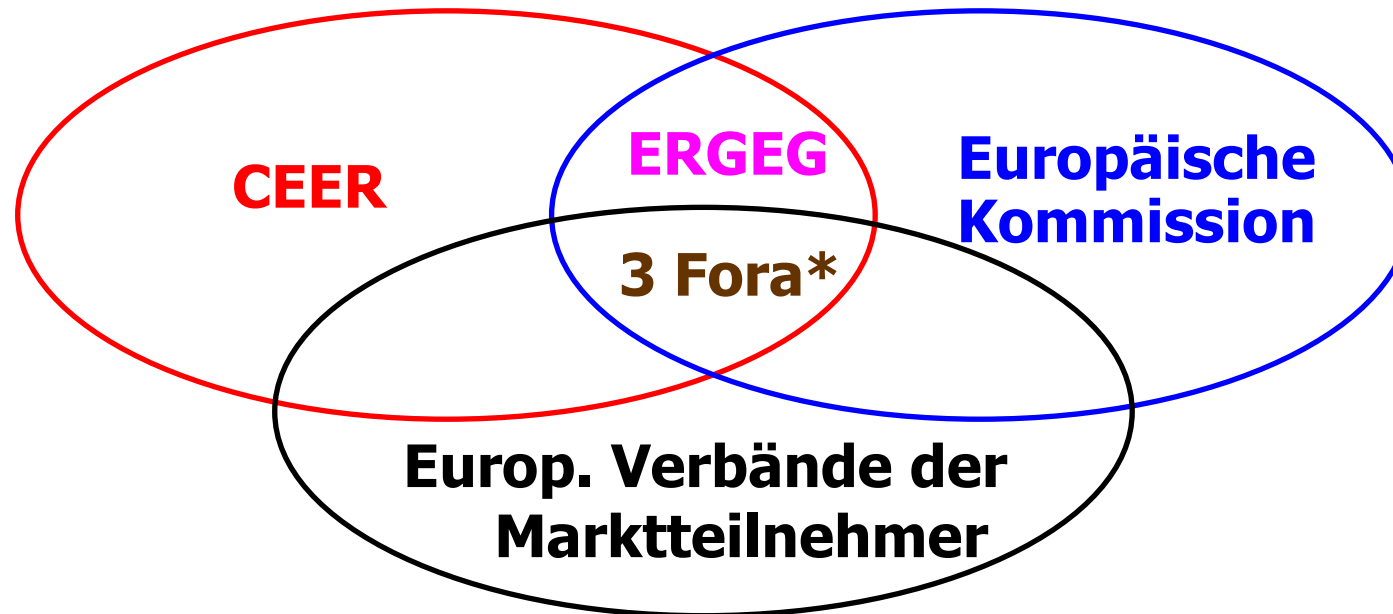 CEER
ERGEG
Europäische
Kommission
3 Fora*
Europ. Verbände der
Marktteilnehmer